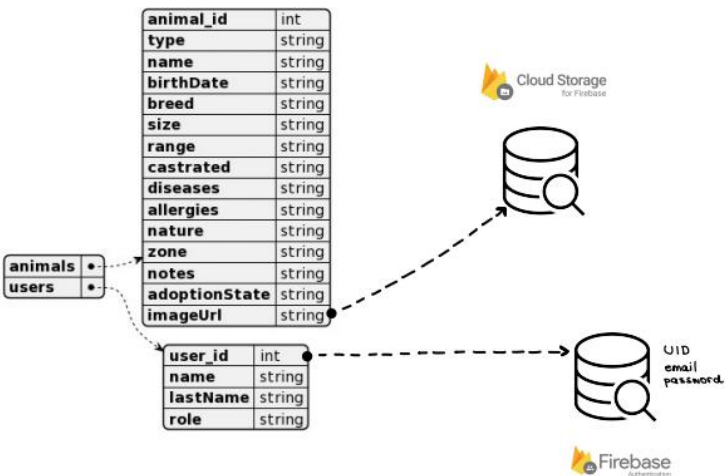 animals
users
animal_id int
type string
name string
birthDate string
breed string
size string
range string
castrated string
diseases string
allergies string
nature string
zone string
notes string
adoptionState string
imageUrl string
user_id int
name string
lastName string
role string
Cloud Storage
for Firebase
UID
email
password
Firebase
Authentication